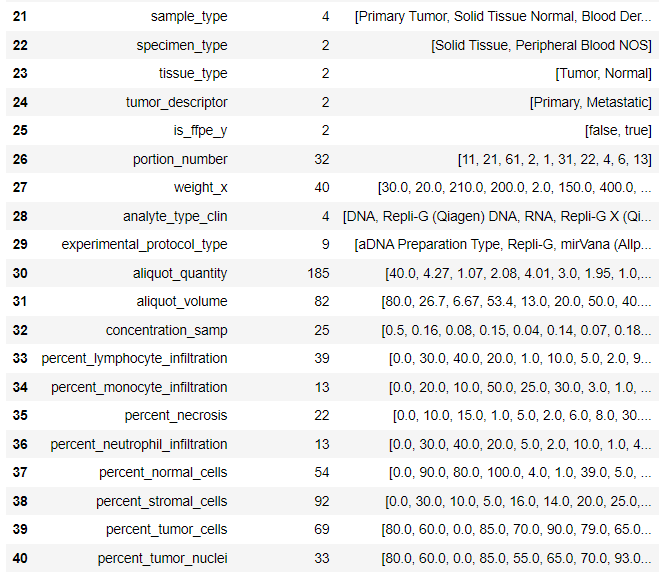 21 sample_type 4 [Primary Tumor, Solid Tissue Normal, Blood Der...
22 specimen_type 2 [Solid Tissue, Peripheral Blood NOS]
23 tissue_type 2 [Tumor, Normal]
24 tumor_descriptor 2 [Primary, Metastatic]
25 is_ffpe_y 2 [false, true]
26 portion_number 32 [11, 21, 61, 2, 1, 31, 22, 4, 6, 13]
27 weight_x 40 [30.0, 20.0, 210.0, 200.0, 2.0, 150.0, 400.0, ...
28 analyte_type_clin 4 [DNA, Repli-G (Qiagen) DNA, RNA, Repli-G X (Qi...
29 experimental_protocol_type 9 [aDNA Preparation Type, Repli-G, mirVana (Allp...
30 aliquot_quantity 185 [40.0, 4.27, 1.07, 2.08, 4.01, 3.0, 1.95, 1.0,...
31 aliquot_volume 82 [80.0, 26.7, 6.67, 53.4, 13.0, 20.0, 50.0, 40....
32 concentration_samp 25 [0.5, 0.16, 0.08, 0.15, 0.04, 0.14, 0.07, 0.18...
33 percent_lymphocyte_infiltration 39 [0.0, 30.0, 40.0, 20.0, 1.0, 10.0, 5.0, 2.0, 9...
34 percent_monocyte_infiltration 13 [0.0, 20.0, 10.0, 50.0, 25.0, 30.0, 3.0, 1.0, ...
35 percent_necrosis 22 [0.0, 10.0, 15.0, 1.0, 5.0, 2.0, 6.0, 8.0, 30....
36 percent_neutrophil_infiltration 13 [0.0, 30.0, 40.0, 20.0, 5.0, 2.0, 10.0, 1.0, 4...
37 percent_normal_cells 54 [0.0, 90.0, 80.0, 100.0, 4.0, 1.0, 39.0, 5.0, ...
38 percent_stromal_cells 92 [0.0, 30.0, 10.0, 5.0, 16.0, 14.0, 20.0, 25.0,...
39 percent_tumor_cells 69 [80.0, 60.0, 0.0, 85.0, 70.0, 90.0, 79.0, 65.0...
40 percent_tumor_nuclei 33 [80.0, 60.0, 0.0, 85.0, 55.0, 65.0, 70.0, 93.0...